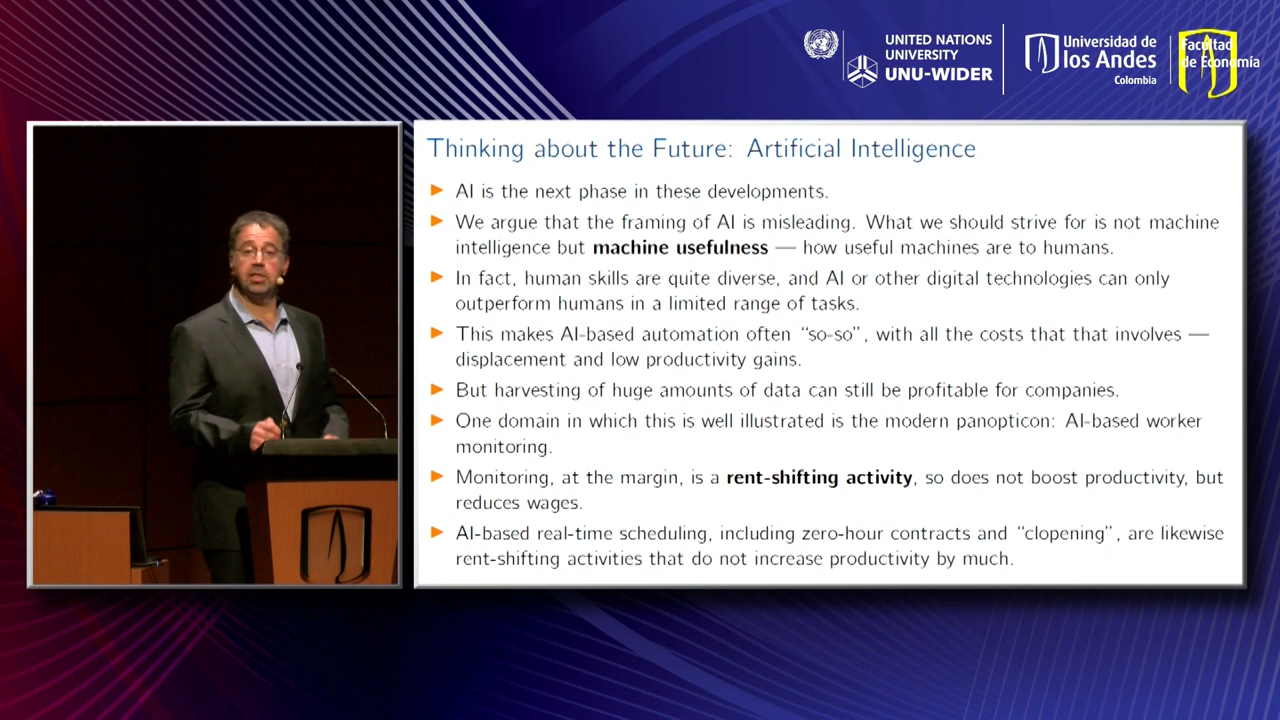 UNITED NATIONS
UNIVERSITY
UNU-WIDER
Universidad de
los Andes
Colombia
Facultad
de Economía
Thinking about the Future: Artificial Intelligence
AI is the next phase in these developments.
We argue that the framing of AI is misleading. What we should strive for is not machine
intelligence but machine usefulness — how useful machines are to humans.
In fact, human skills are quite diverse, and AI or other digital technologies can only
outperform humans in a limited range of tasks.
This makes AI-based automation often “so-so”, with all the costs that that involves —
displacement and low productivity gains.
But harvesting of huge amounts of data can still be profitable for companies.
One domain in which this is well illustrated is the modern panopticon: AI-based worker
monitoring.
Monitoring, at the margin, is a rent-shifting activity, so does not boost productivity, but
reduces wages.
AI-based real-time scheduling, including zero-hour contracts and “clopening”, are likewise
rent-shifting activities that do not increase productivity by much.